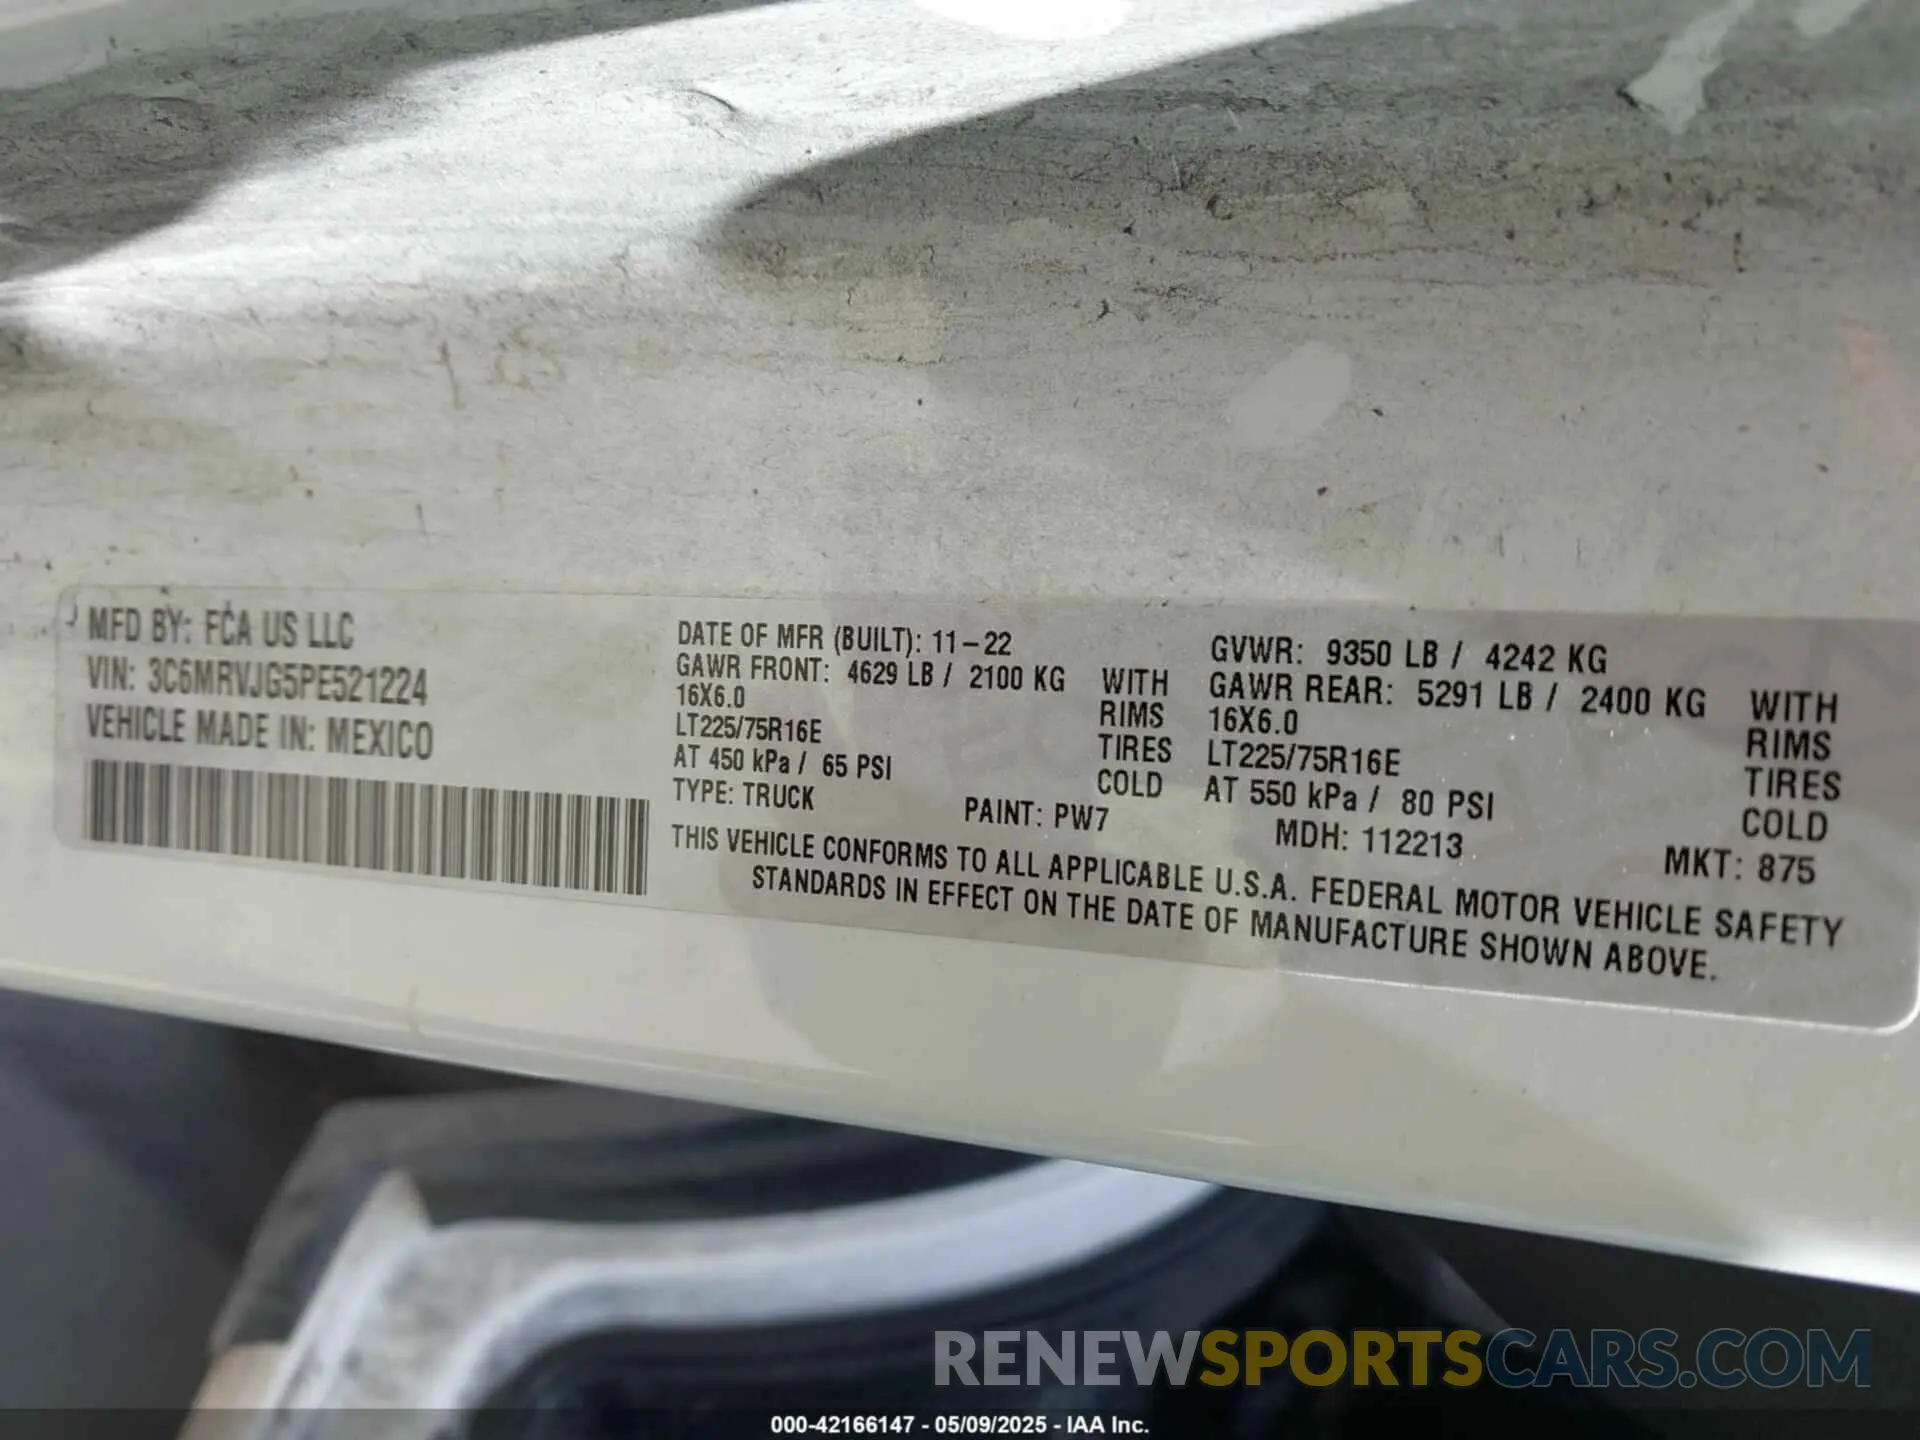 MFD BY: FCA US LLC
VIN: 3C6MRVJG5PE521224
VEHICLE MADE IN: MEXICO
DATE OF MFR (BUILT): 11-22
GAWR FRONT: 4629 LB / 2100 KG WITH
16X6.0 RIMS
LT225/75R16E TIRES
AT 450 kPa / 65 PSI COLD
GVWR: 9350 LB / 4242 KG
GAWR REAR: 5291 LB / 2400 KG WITH
16X6.0 RIMS
LT225/75R16E TIRES
AT 550 kPa / 80 PSI COLD
TYPE: TRUCK PAINT: PW7 MDH: 112213 MKT: 875
THIS VEHICLE CONFORMS TO ALL APPLICABLE U.S.A. FEDERAL MOTOR VEHICLE SAFETY
STANDARDS IN EFFECT ON THE DATE OF MANUFACTURE SHOWN ABOVE.
RENEWSPORTSCARS.COM
000-42166147 - 05/09/2025 - IAA Inc.